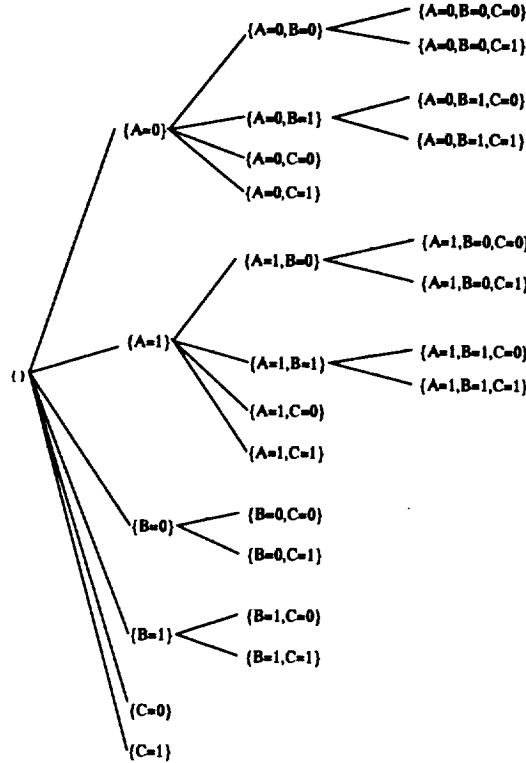 {A=0,B=0,C=0}
{A=0,B=0}
{A=0,B=0,C=1}
{A=0,B=1,C=0}
{A=0,B=1}
{A=0}
{A=0,B=1,C=1}
{A=0,C=0}
{A=0,C=1}
{A=1,B=0,C=0}
{A=1,B=0}
{A=1,B=0,C=1}
{A=1}
{A=1,B=1,C=0}
{A=1,B=1}
{A=1,B=1,C=1}
{}
{A=1,C=0}
{A=1,C=1}
{B=0,C=0}
{B=0}
{B=0,C=1}
{B=1,C=0}
{B=1}
{B=1,C=1}
{C=0}
{C=1}